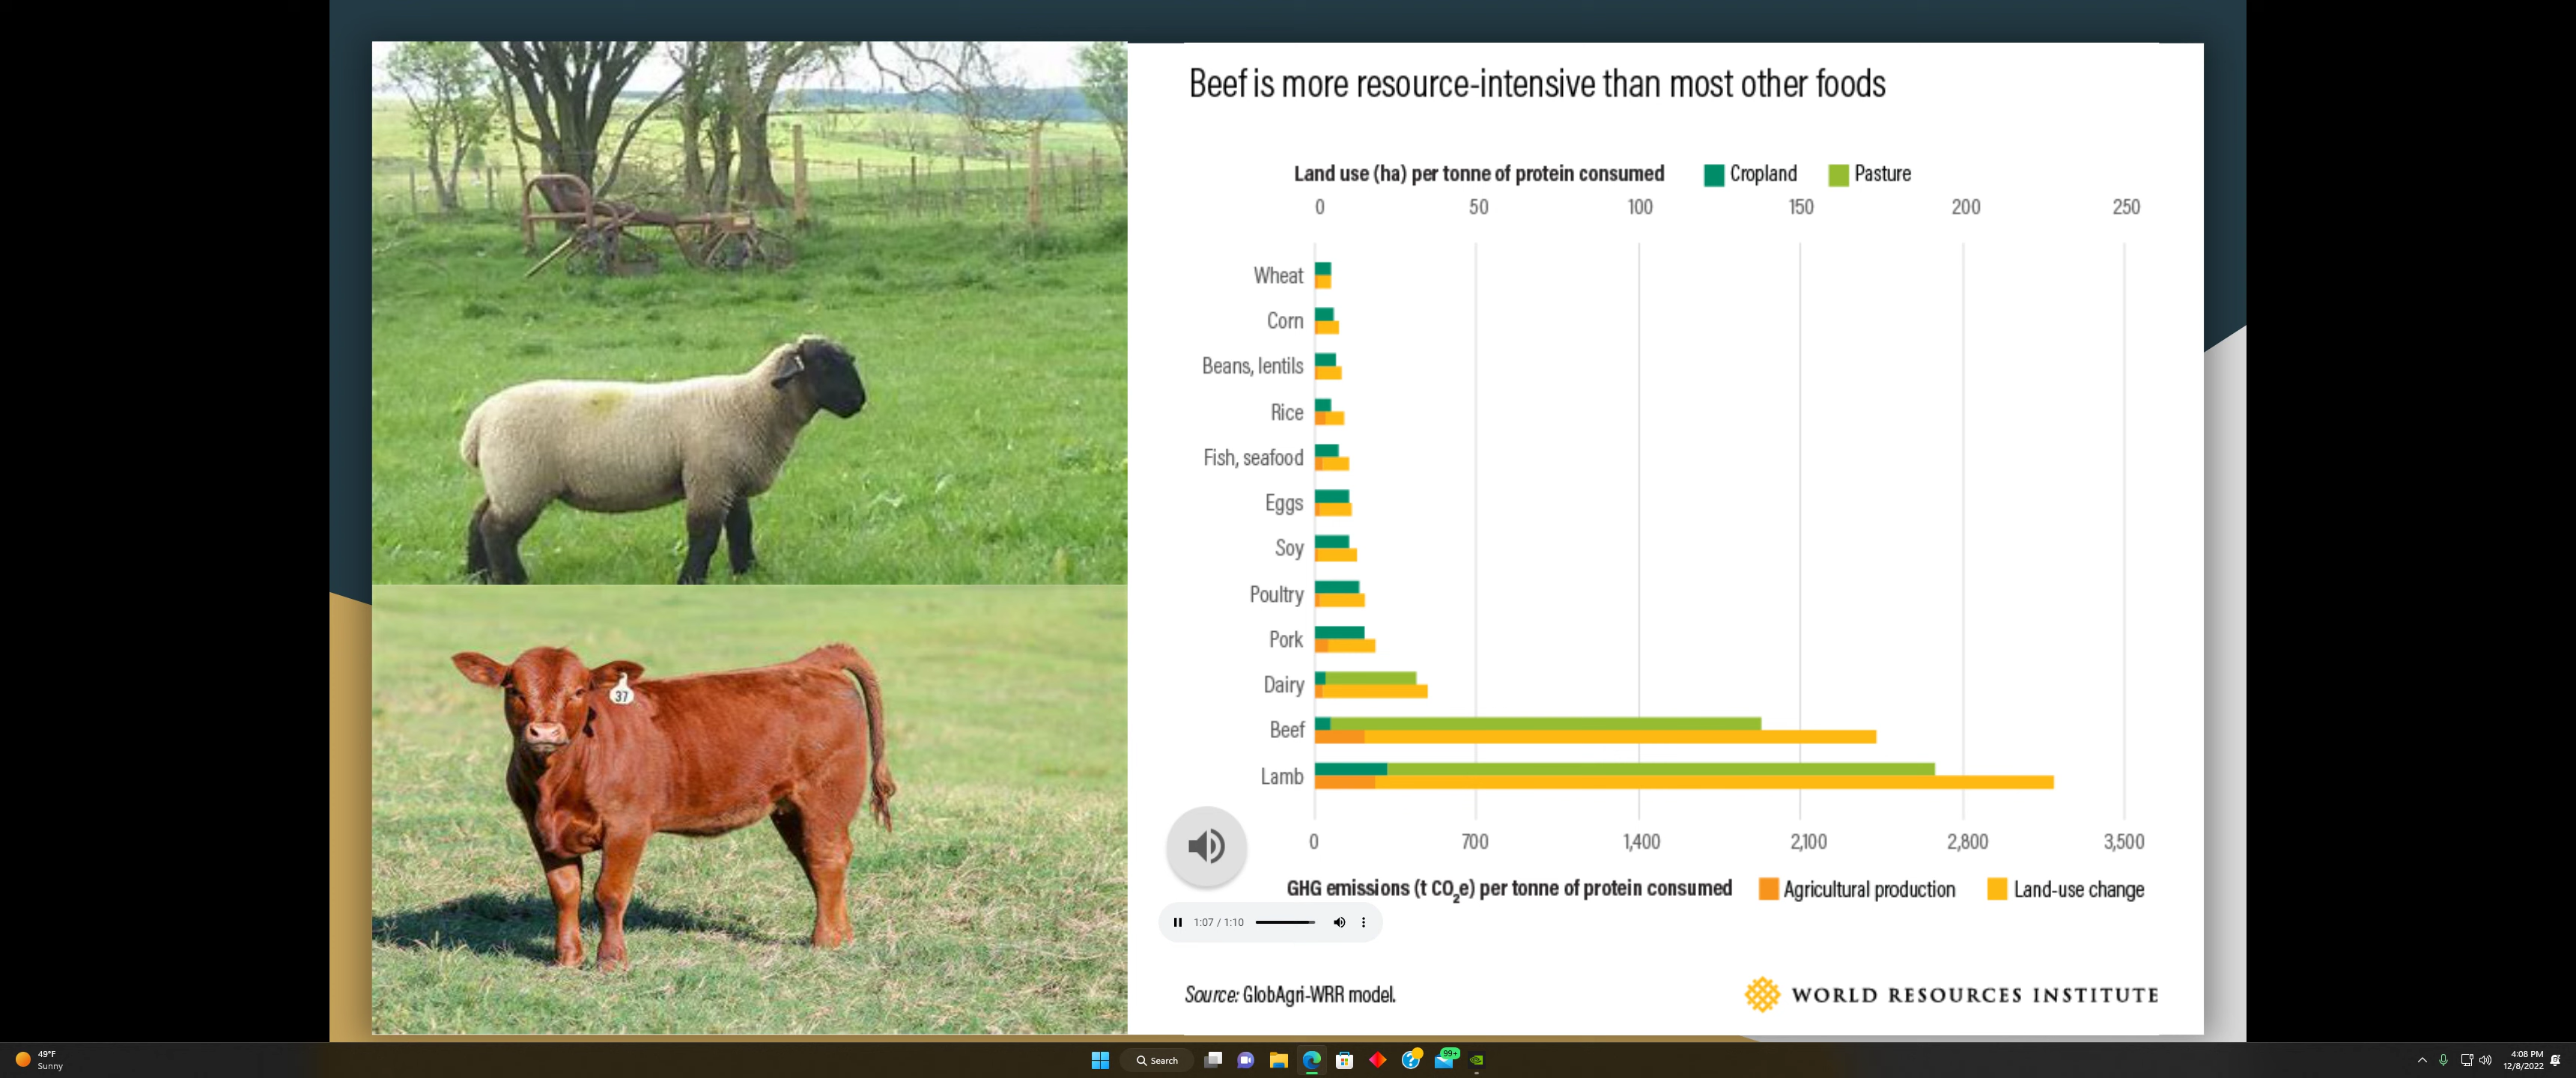 Beef is more resource-intensive than most other foods
Land use (ha) per tonne of protein consumed Cropland Pasture
0 50 100 150 200 250
Wheat
Corn
Beans, lentils
Rice
Fish, seafood
Eggs
Soy
Poultry
Pork
Dairy
Beef
Lamb
0 700 1,400 2,100 2,800 3,500
GHG emissions (t CO₂e) per tonne of protein consumed Agricultural production Land-use change
1:07 / 1:10
Source: GlobAgri-WRR model.
WORLD RESOURCES INSTITUTE
37
49°F
Sunny
Search
99+
4:08 PM
12/8/2022